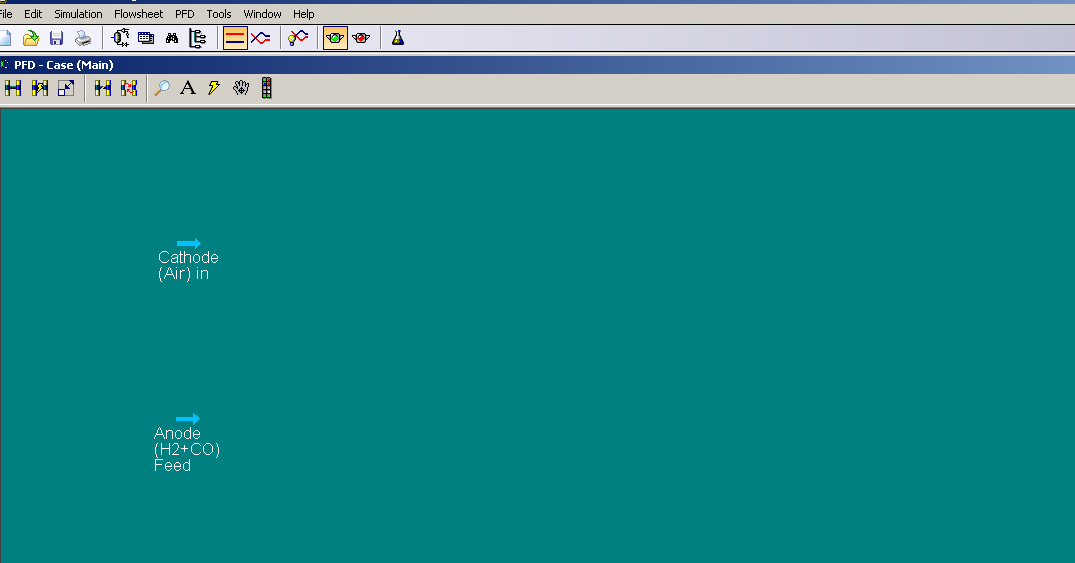 File Edit Simulation Flowsheet PFD Tools Window Help
PFD - Case (Main)
A
Cathode
(Air) in
Anode
(H2+CO)
Feed